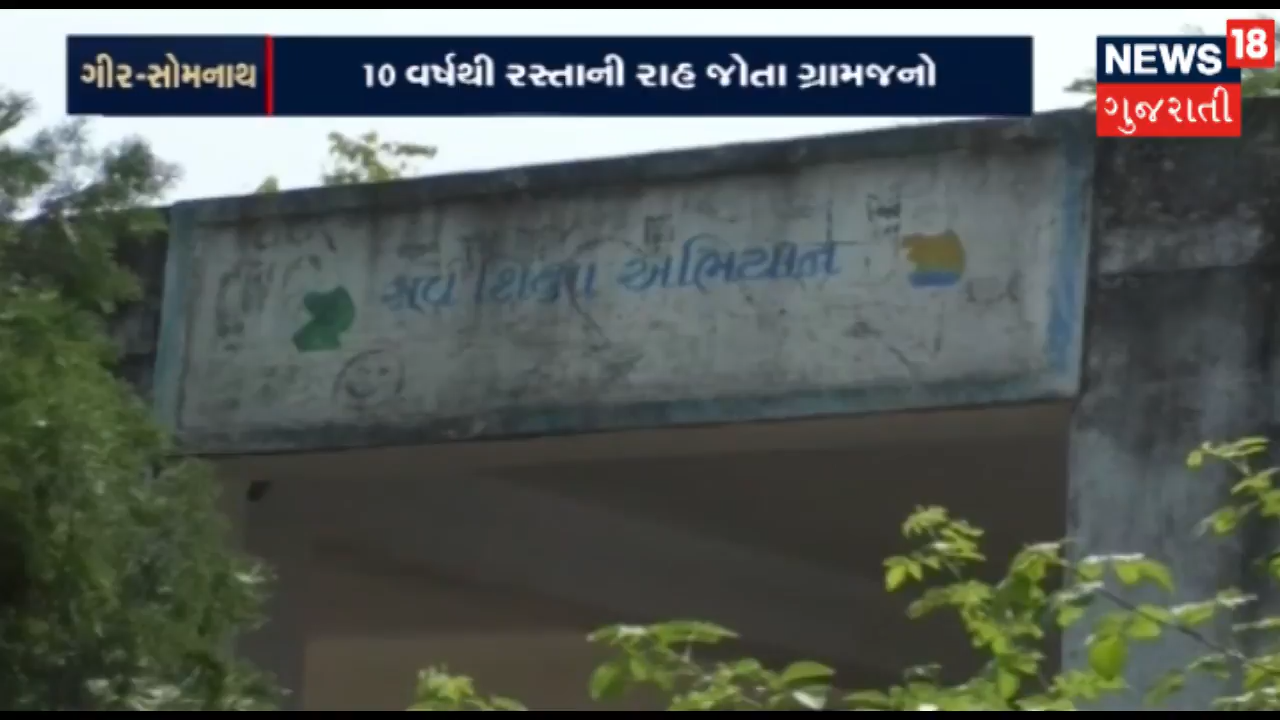 ગીર-સોમનાથ
10 વર્ષથી રસ્તાની રાહ જોતા ગ્રામજનો
NEWS 18
ગુજરાતી
સર્વ શિક્ષા અભિયાન